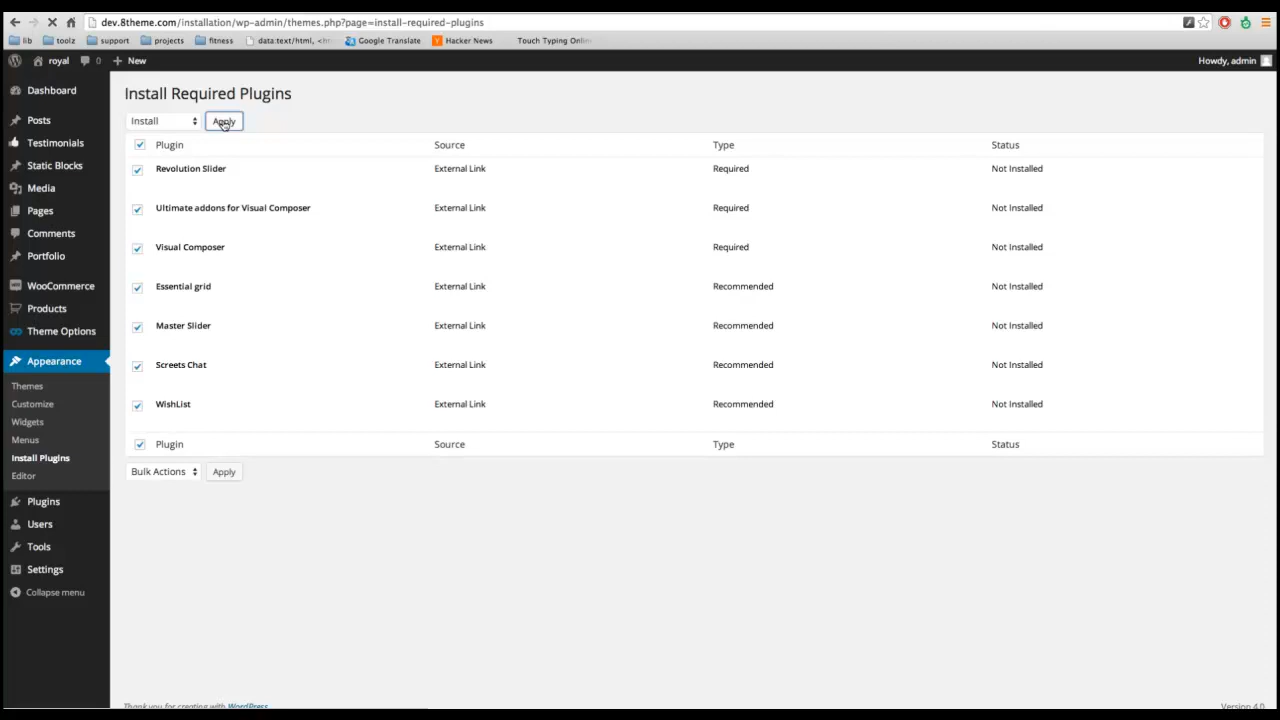 dev.8theme.com/installation/wp-admin/themes.php?page=install-required-plugins
lib toolz support projects fitness data:text/html, <h Google Translate Hacker News Touch Typing Onlin
royal 0 + New Howdy, admin
Dashboard
Posts
Testimonials
Static Blocks
Media
Pages
Comments
Portfolio
WooCommerce
Products
Theme Options
Appearance
Themes
Customize
Widgets
Menus
Install Plugins
Editor
Plugins
Users
Tools
Settings
Collapse menu
Install Required Plugins
Install Apply
Plugin Source Type Status
Revolution Slider External Link Required Not Installed
Ultimate addons for Visual Composer External Link Required Not Installed
Visual Composer External Link Required Not Installed
Essential grid External Link Recommended Not Installed
Master Slider External Link Recommended Not Installed
Screets Chat External Link Recommended Not Installed
WishList External Link Recommended Not Installed
Plugin Source Type Status
Bulk Actions Apply
Thank you for creating with WordPress Version 4.0